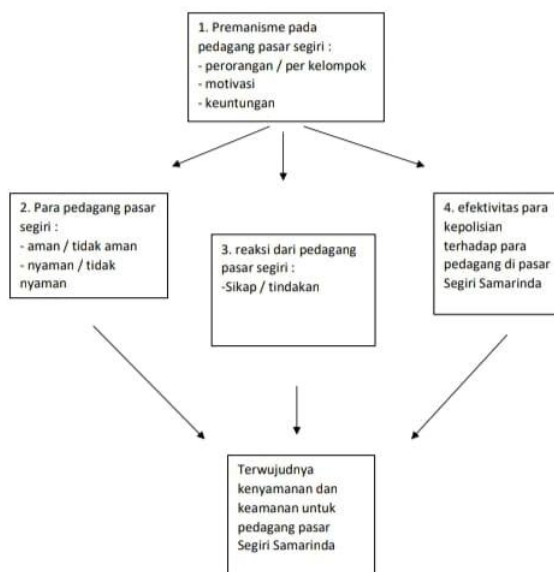 1. Premanisme pada
pedagang pasar segiri :
- perorangan / per kelompok
- motivasi
- keuntungan
2. Para pedagang pasar
segiri :
- aman / tidak aman
- nyaman / tidak
nyaman
3. reaksi dari pedagang
pasar segiri :
-Sikap / tindakan
4. efektivitas para
kepolisian
terhadap para
pedagang di pasar
Segiri Samarinda
Terwujudnya
kenyamanan dan
keamanan untuk
pedagang pasar
Segiri Samarinda